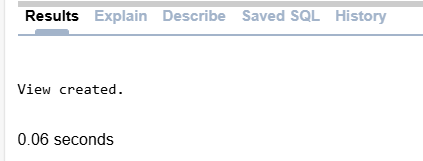 Results Explain Describe Saved SQL History
View created.
0.06 seconds